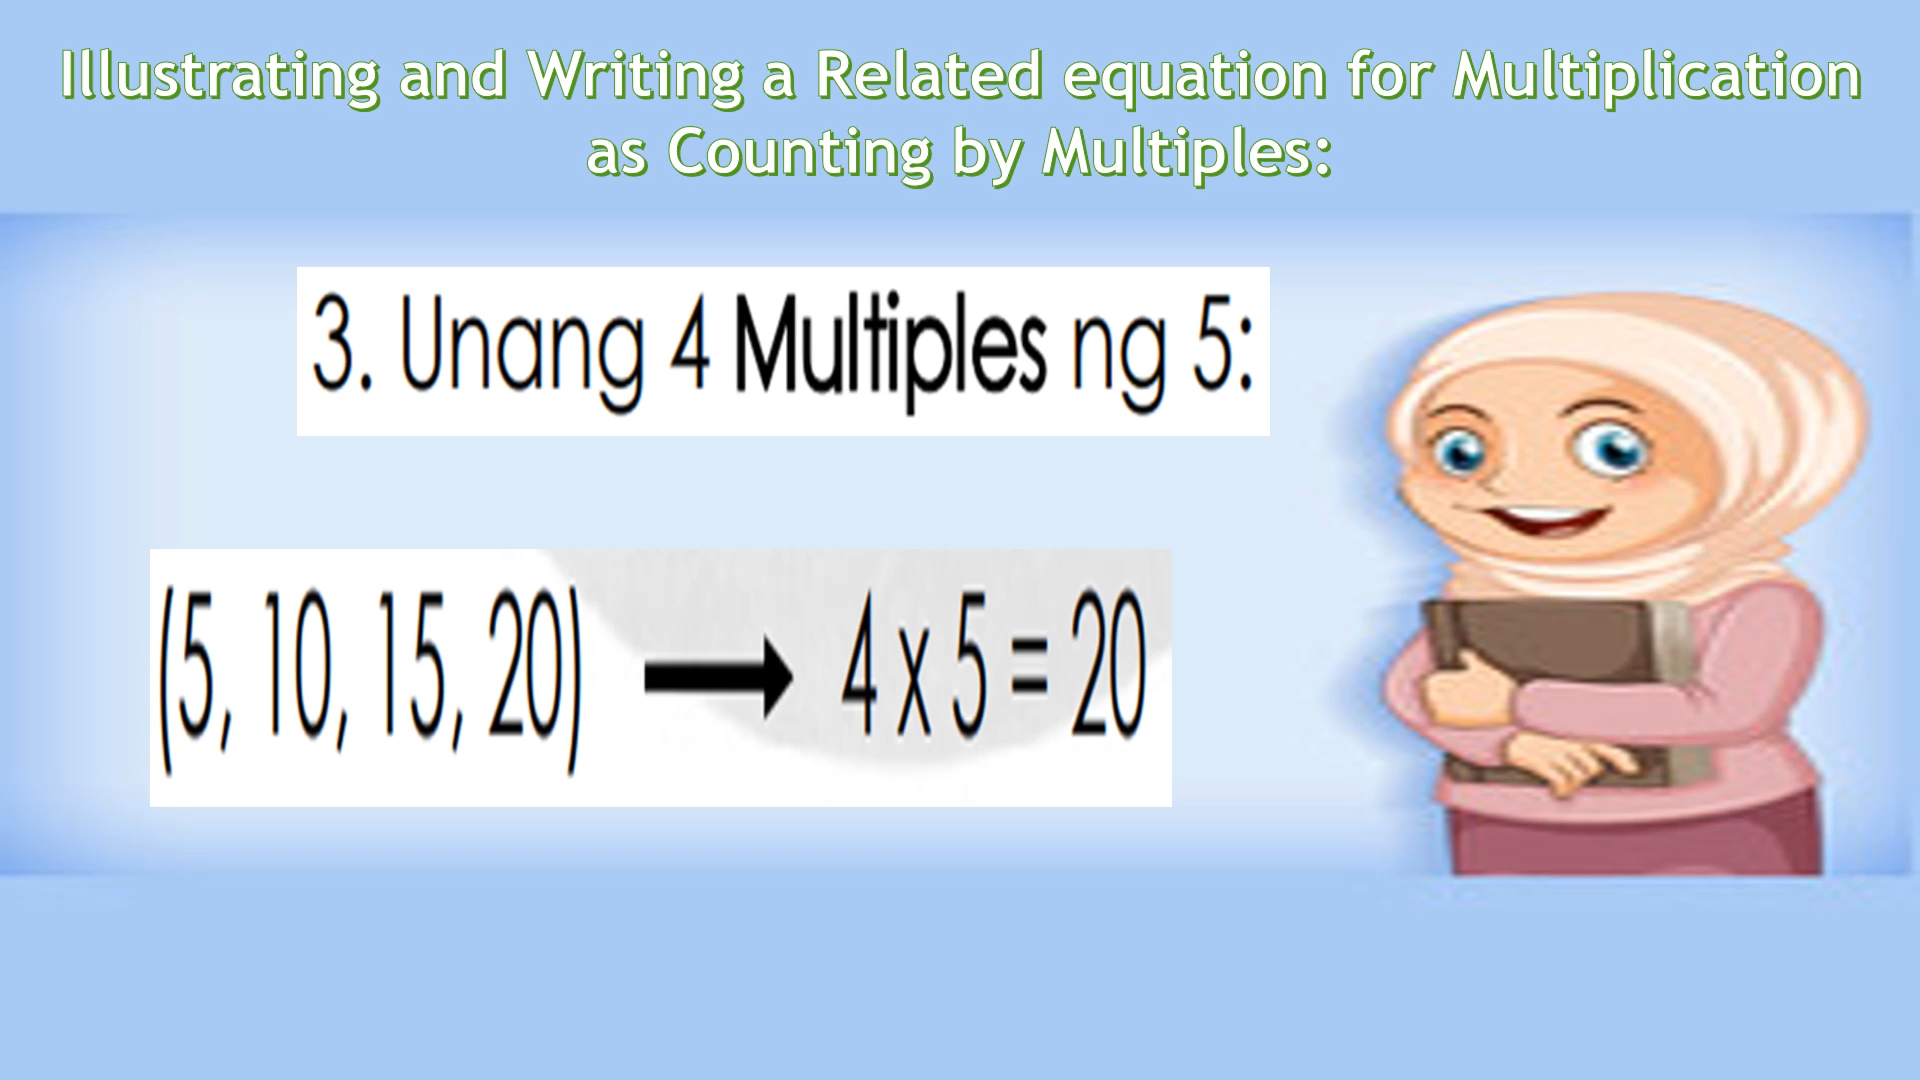 Illustrating and Writing a Related equation for Multiplication
as Counting by Multiples:
3. Unang 4 Multiples ng 5:
(5, 10, 15, 20) → 4 x 5 = 20